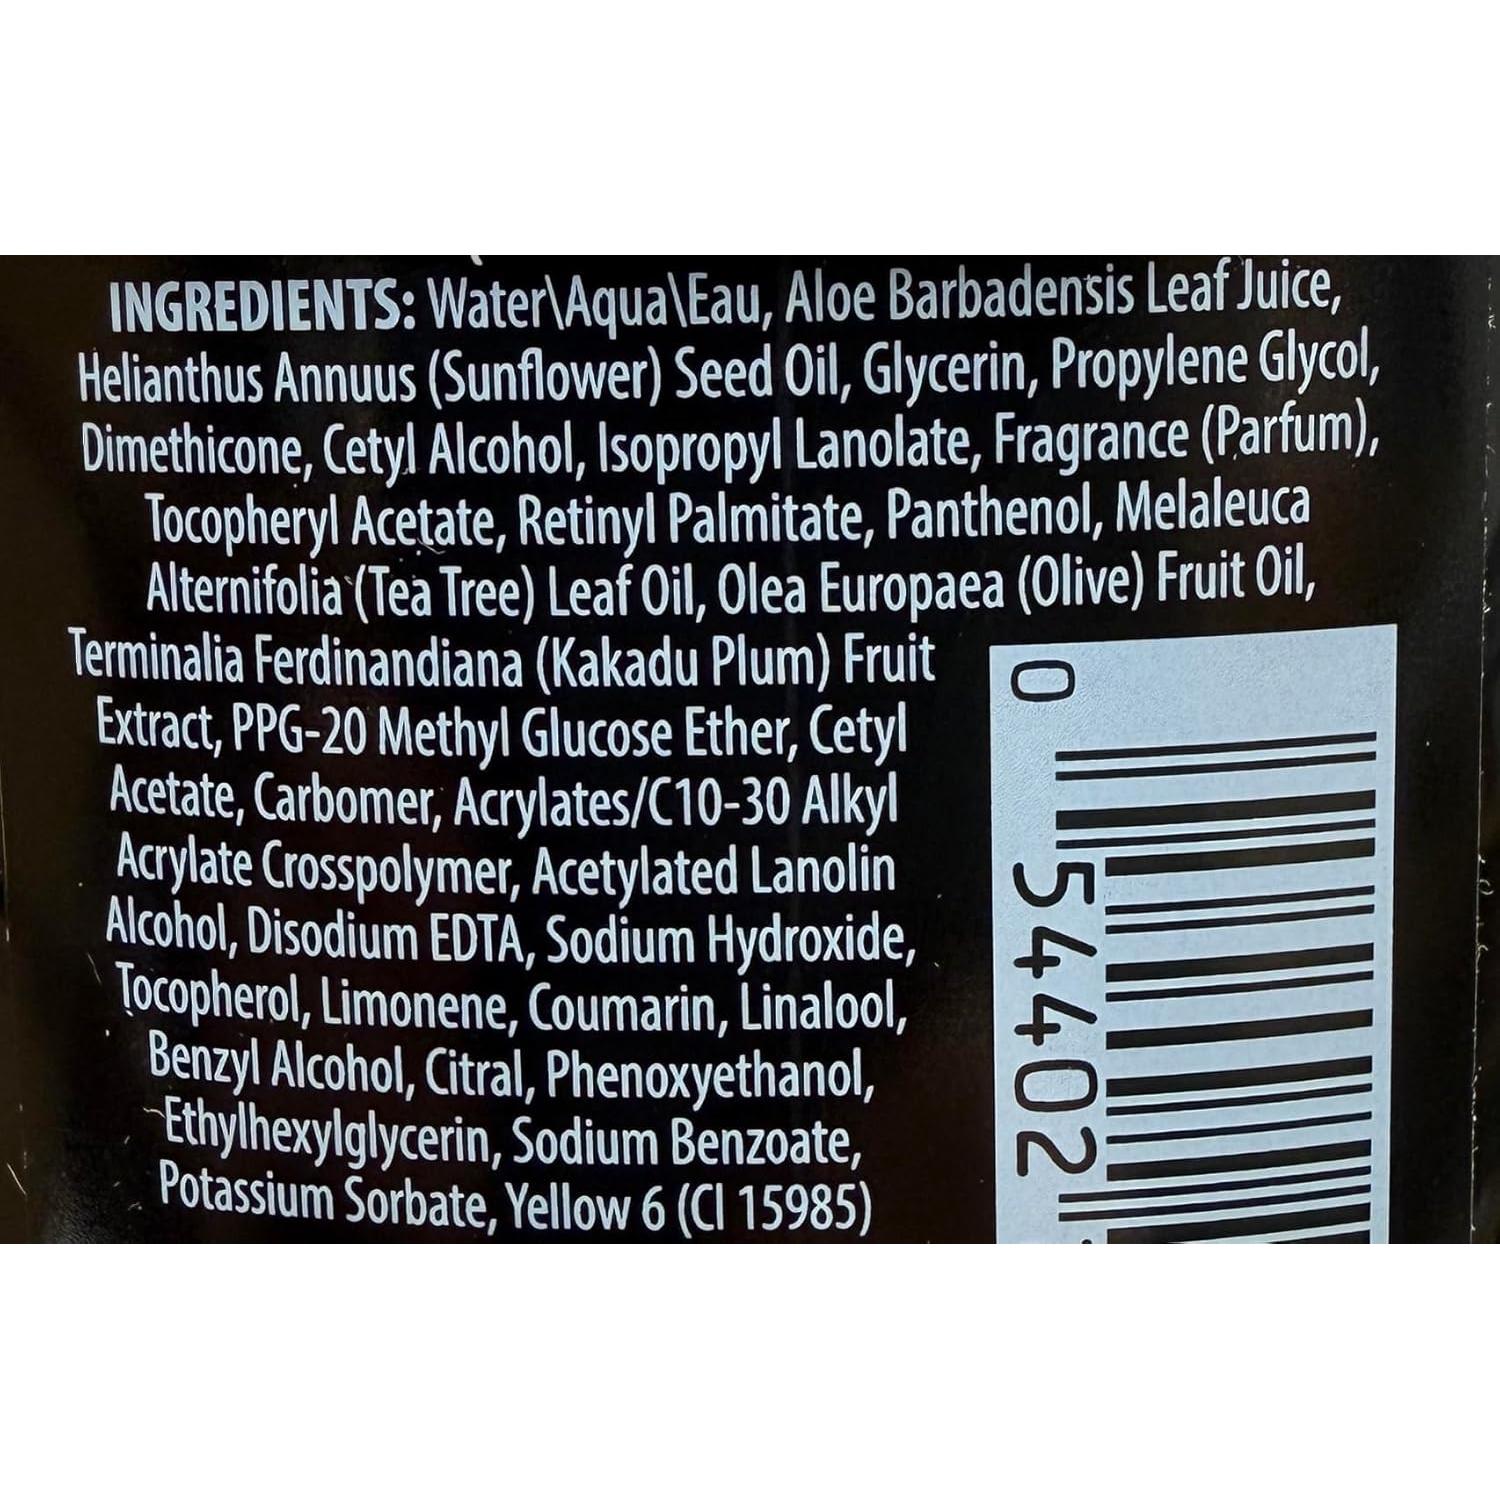 INGREDIENTS: Water\Aqua\Eau, Aloe Barbadensis Leaf Juice,
Helianthus Annuus (Sunflower) Seed Oil, Glycerin, Propylene Glycol,
Dimethicone, Cetyl Alcohol, Isopropyl Lanolate, Fragrance (Parfum),
Tocopheryl Acetate, Retinyl Palmitate, Panthenol, Melaleuca
Alternifolia (Tea Tree) Leaf Oil, Olea Europaea (Olive) Fruit Oil,
Terminalia Ferdinandiana (Kakadu Plum) Fruit
Extract, PPG-20 Methyl Glucose Ether, Cetyl
Acetate, Carbomer, Acrylates/C10-30 Alkyl
Acrylate Crosspolymer, Acetylated Lanolin
Alcohol, Disodium EDTA, Sodium Hydroxide,
Tocopherol, Limonene, Coumarin, Linalool,
Benzyl Alcohol, Citral, Phenoxyethanol,
Ethylhexylglycerin, Sodium Benzoate,
Potassium Sorbate, Yellow 6 (CI 15985)
0 54402